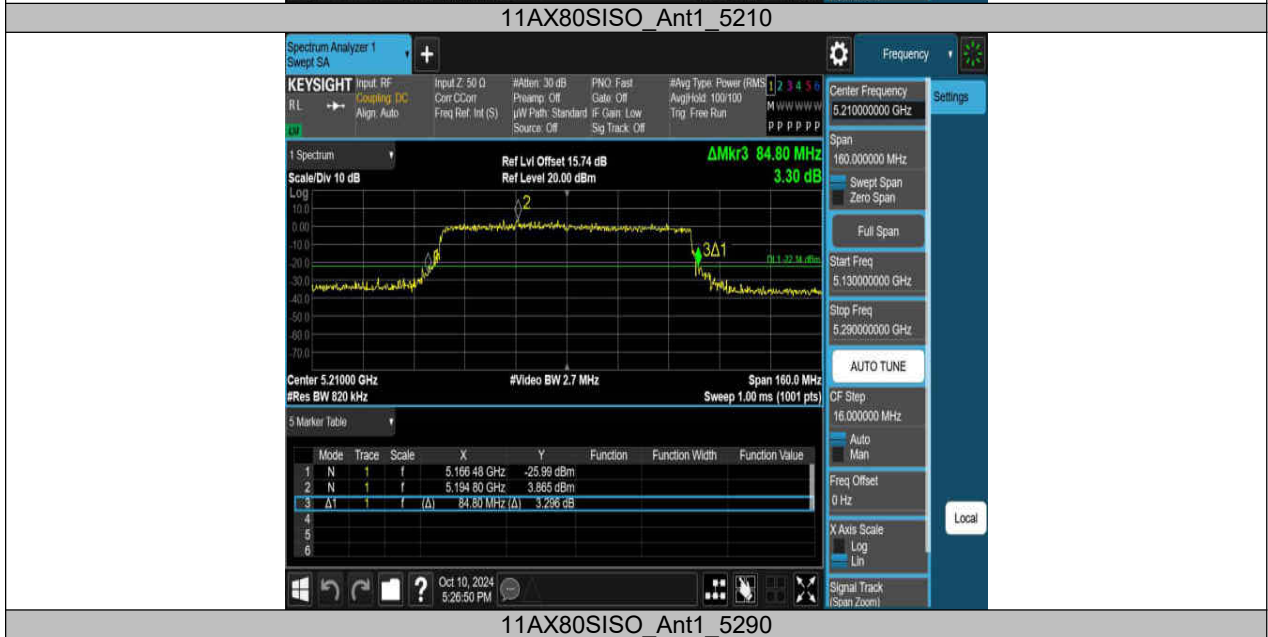 11AX80SISO_Ant1_5210
Spectrum Analyzer 1
Swept SA
+
Frequency
KEYSIGHT
RL
Input: RF
Coupling: DC
Align: Auto
Input Z: 50 Ω
Corr CCorr
Freq Ref: Int (S)
#Atten: 30 dB
Preamp: Off
µW Path: Standard
Source: Off
PNO: Fast
Gate: Off
IF Gain: Low
Sig Track: Off
#Avg Type: Power (RMS
Avg|Hold: 100/100
Trig: Free Run
1 2 3 4 5 6
M W W W W W
P P P P P P
1 Spectrum
Scale/Div 10 dB
Ref Lvl Offset 15.74 dB
Ref Level 20.00 dBm
ΔMkr3 84.80 MHz
3.30 dB
Log
10.0
0.00
-10.0
-20.0
-30.0
-40.0
-50.0
-60.0
-70.0
2
3Δ1
DL1 -22.14 dBm
Center 5.21000 GHz
#Res BW 820 kHz
#Video BW 2.7 MHz
Span 160.0 MHz
Sweep 1.00 ms (1001 pts)
5 Marker Table
Mode Trace Scale X Y Function Function Width Function Value
1 N 1 f 5.166 48 GHz -25.99 dBm
2 N 1 f 5.194 80 GHz 3.865 dBm
3 Δ1 1 f (Δ) 84.80 MHz (Δ) 3.296 dB
4
5
6
Oct 10, 2024
5:26:50 PM
Center Frequency
5.210000000 GHz
Settings
Span
160.000000 MHz
Swept Span
Zero Span
Full Span
Start Freq
5.130000000 GHz
Stop Freq
5.290000000 GHz
AUTO TUNE
CF Step
16.000000 MHz
Auto
Man
Freq Offset
0 Hz
X Axis Scale
Log
Lin
Local
Signal Track
(Span Zoom)
11AX80SISO_Ant1_5290